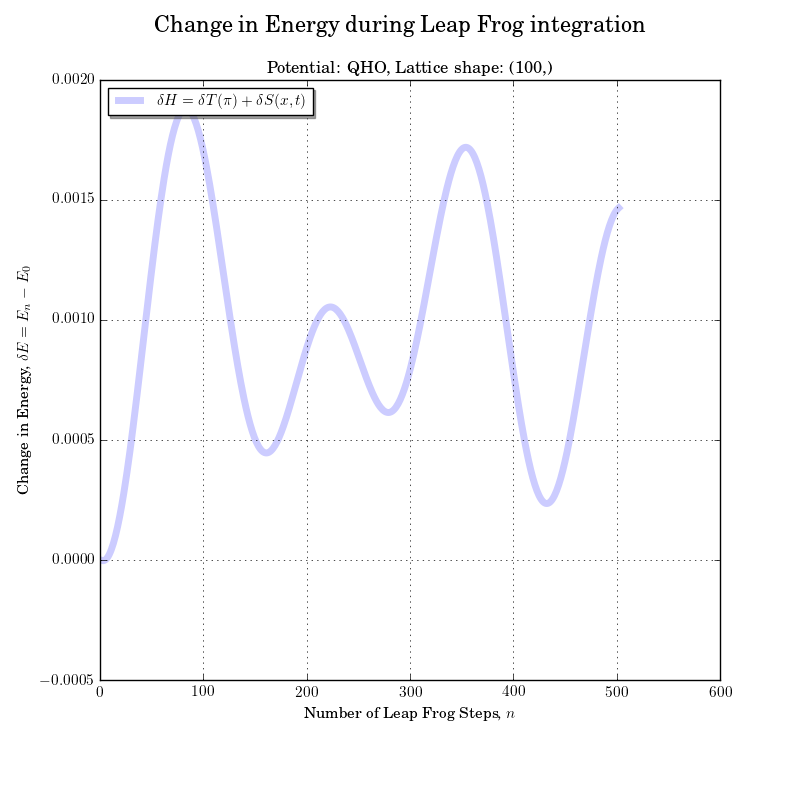 Change in Energy during Leap Frog integration
Potential: QHO, Lattice shape: (100,)
δH = δT(π) + δS(x, t)
0.0020
0.0015
0.0010
0.0005
0.0000
−0.0005
Change in Energy, δE = Eₙ − E₀
0 100 200 300 400 500 600
Number of Leap Frog Steps, n